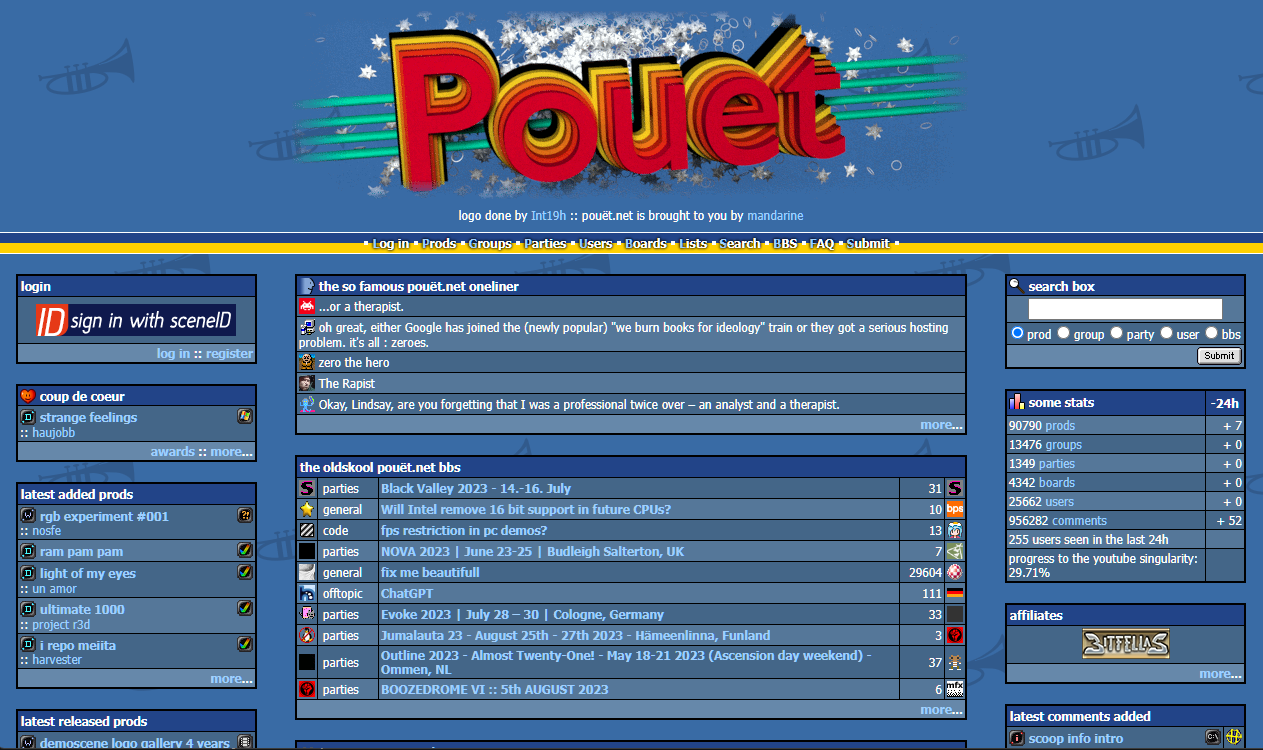 Pouet
logo done by Int19h :: pouët.net is brought to you by mandarine
▪ Log in ▪ Prods ▪ Groups ▪ Parties ▪ Users ▪ Boards ▪ Lists ▪ Search ▪ BBS ▪ FAQ ▪ Submit ▪
login
ID sign in with sceneID
log in :: register
coup de coeur
strange feelings
:: haujobb
awards :: more...
latest added prods
rgb experiment #001
:: nosfe
ram pam pam
light of my eyes
:: un amor
ultimate 1000
:: project r3d
i repo meiita
:: harvester
more...
latest released prods
demoscene logo gallery 4 years
the so famous pouët.net oneliner
...or a therapist.
oh great, either Google has joined the (newly popular) "we burn books for ideology" train or they got a serious hosting
problem. it's all : zeroes.
zero the hero
The Rapist
Okay, Lindsay, are you forgetting that I was a professional twice over – an analyst and a therapist.
more...
the oldskool pouët.net bbs
parties Black Valley 2023 - 14.-16. July 31
general Will Intel remove 16 bit support in future CPUs? 10 bps
code fps restriction in pc demos? 13
parties NOVA 2023 | June 23-25 | Budleigh Salterton, UK 7
general fix me beautifull 29604
offtopic ChatGPT 111
parties Evoke 2023 | July 28 – 30 | Cologne, Germany 33
parties Jumalauta 23 - August 25th - 27th 2023 - Hämeenlinna, Funland 3
parties Outline 2023 - Almost Twenty-One! - May 18-21 2023 (Ascension day weekend) -
Ommen, NL 37
parties BOOZEDROME VI :: 5th AUGUST 2023 6 mfx
more...
search box
prod group party user bbs
Submit
some stats -24h
90790 prods + 7
13476 groups + 0
1349 parties + 0
4342 boards + 0
25662 users + 0
956282 comments + 52
255 users seen in the last 24h
progress to the youtube singularity:
29.71%
affiliates
BITFELLAS
more...
latest comments added
scoop info intro